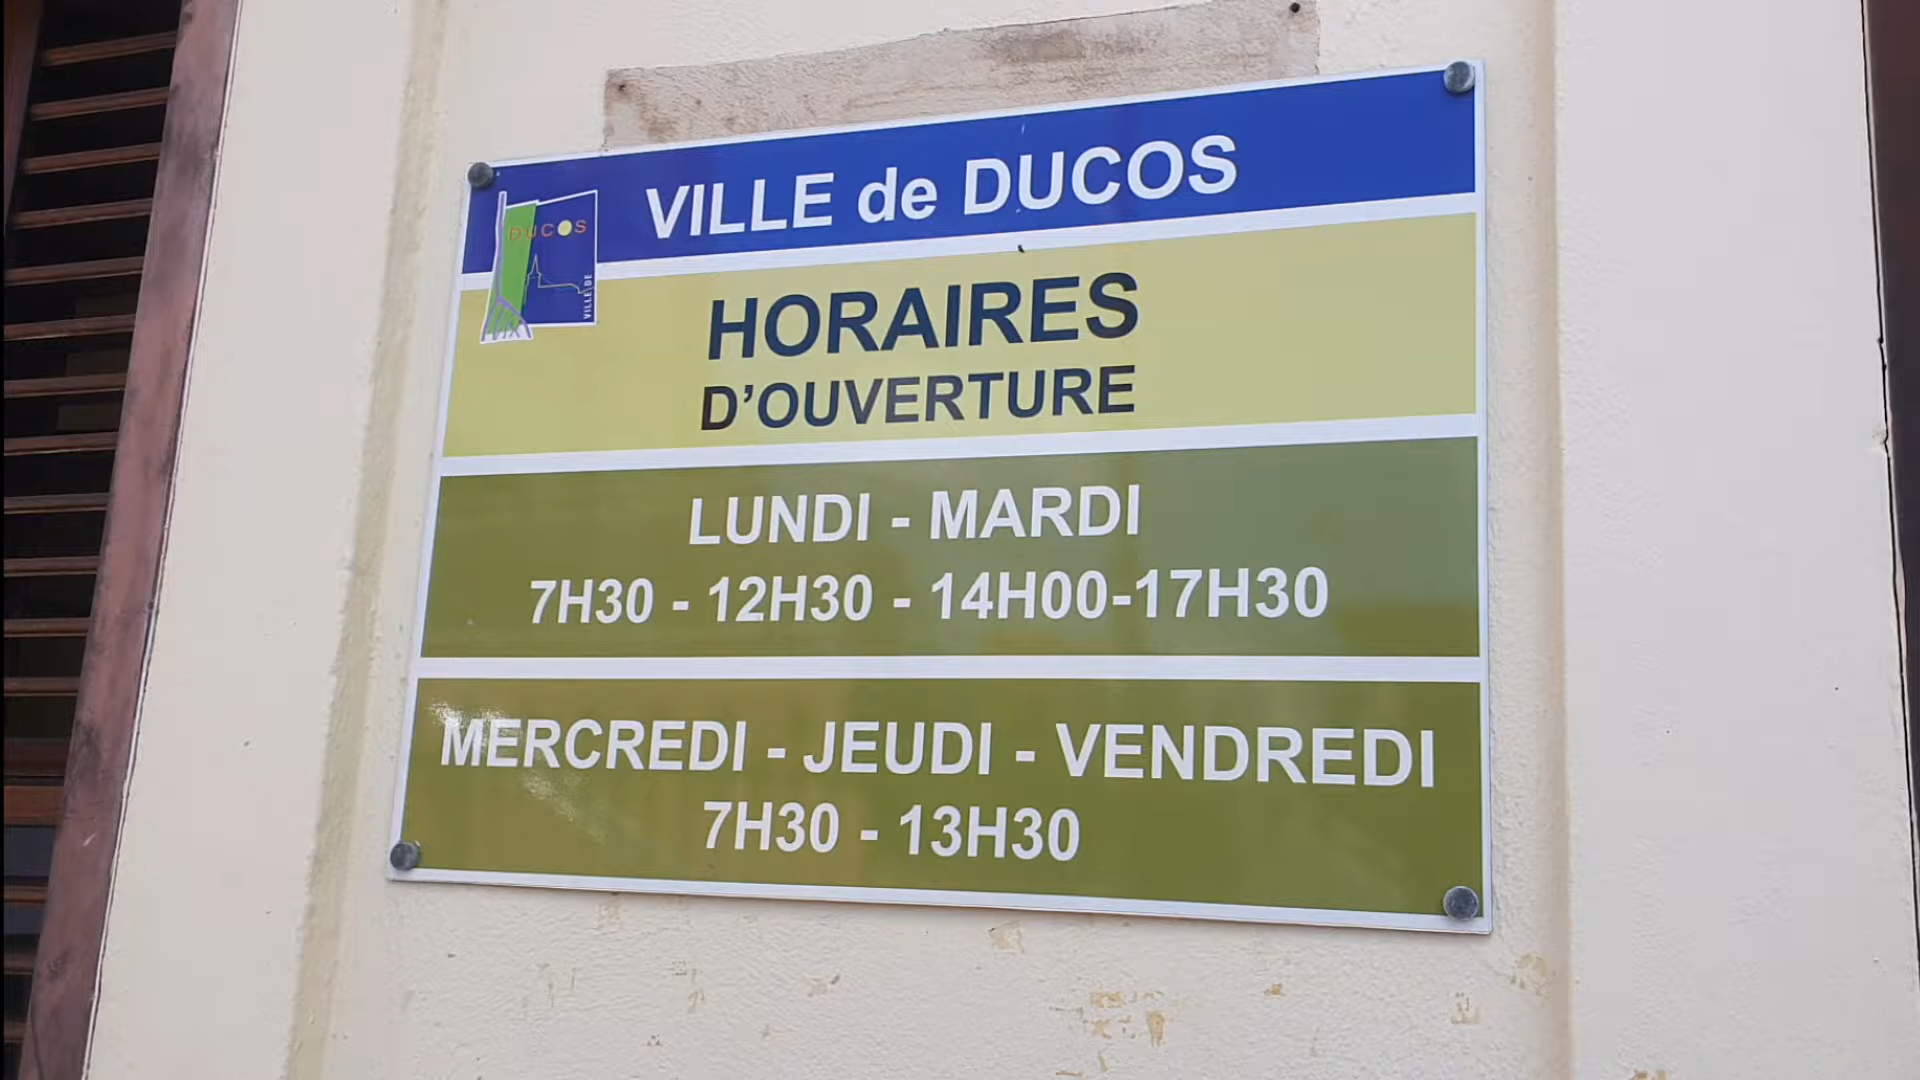 VILLE de DUCOS
DUCOS
VILLE DE
HORAIRES
D'OUVERTURE
LUNDI - MARDI
7H30 - 12H30 - 14H00-17H30
MERCREDI - JEUDI - VENDREDI
7H30 - 13H30